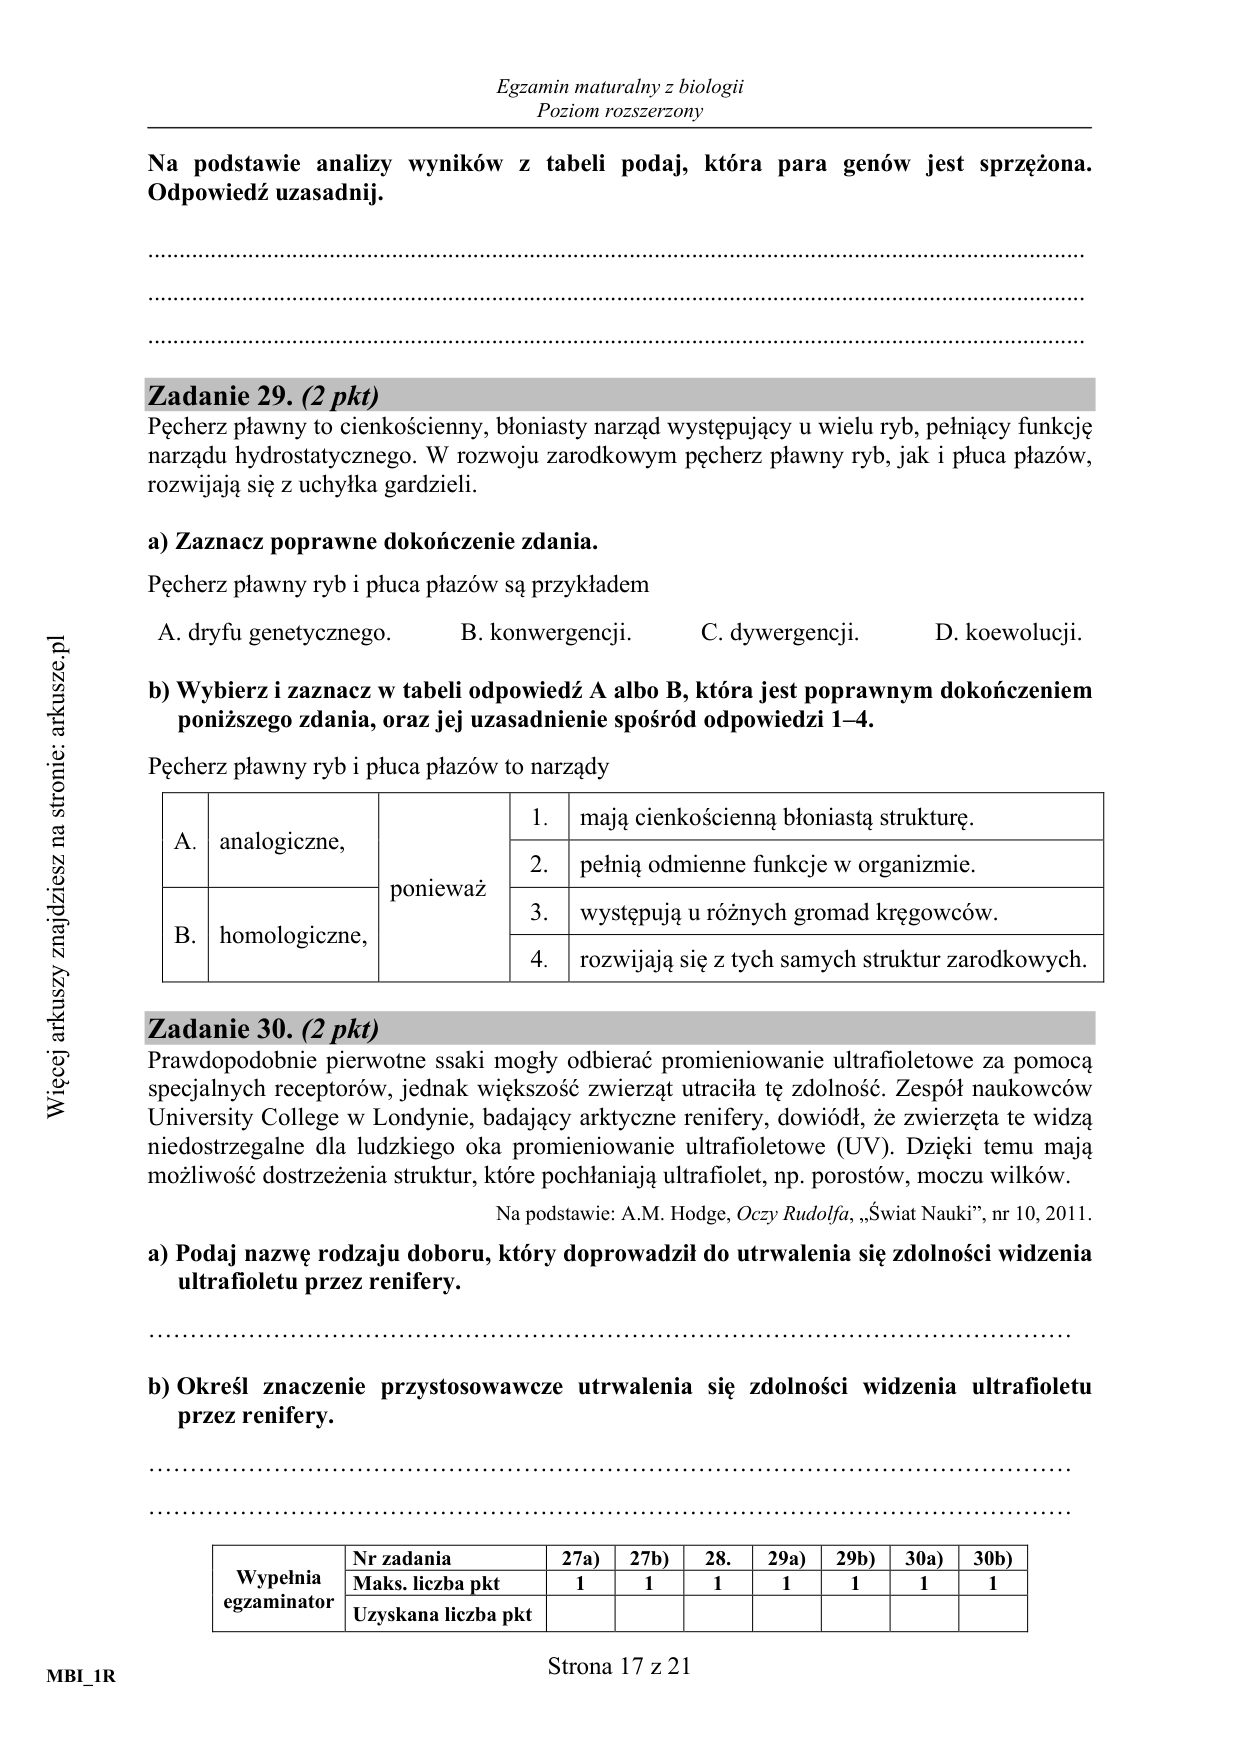 Egzamin maturalny z biologii
Poziom rozszerzony
Na podstawie analizy wyników z tabeli podaj, która para genów jest sprzężona.
Odpowiedź uzasadnij.
Zadanie 29. (2 pkt)
Pęcherz pławny to cienkościenny, błoniasty narząd występujący u wielu ryb, pełniący funkcję
narządu hydrostatycznego. W rozwoju zarodkowym pęcherz pławny ryb, jak i płuca płazów,
rozwijają się z uchyłka gardzieli.
a) Zaznacz poprawne dokończenie zdania.
Pęcherz pławny ryb i płuca płazów są przykładem
A. dryfu genetycznego. B. konwergencji. C. dywergencji. D. koewolucji.
b) Wybierz i zaznacz w tabeli odpowiedź A albo B, która jest poprawnym dokończeniem
poniższego zdania, oraz jej uzasadnienie spośród odpowiedzi 1–4.
Pęcherz pławny ryb i płuca płazów to narządy
A. analogiczne,
B. homologiczne,
ponieważ
1. mają cienkościenną błoniastą strukturę.
2. pełnią odmienne funkcje w organizmie.
3. występują u różnych gromad kręgowców.
4. rozwijają się z tych samych struktur zarodkowych.
Zadanie 30. (2 pkt)
Prawdopodobnie pierwotne ssaki mogły odbierać promieniowanie ultrafioletowe za pomocą
specjalnych receptorów, jednak większość zwierząt utraciła tę zdolność. Zespół naukowców
University College w Londynie, badający arktyczne renifery, dowiódł, że zwierzęta te widzą
niedostrzegalne dla ludzkiego oka promieniowanie ultrafioletowe (UV). Dzięki temu mają
możliwość dostrzeżenia struktur, które pochłaniają ultrafiolet, np. porostów, moczu wilków.
Na podstawie: A.M. Hodge, Oczy Rudolfa, „Świat Nauki”, nr 10, 2011.
a) Podaj nazwę rodzaju doboru, który doprowadził do utrwalenia się zdolności widzenia
ultrafioletu przez renifery.
b) Określ znaczenie przystosowawcze utrwalenia się zdolności widzenia ultrafioletu
przez renifery.
Wypełnia
egzaminator
Nr zadania 27a) 27b) 28. 29a) 29b) 30a) 30b)
Maks. liczba pkt 1 1 1 1 1 1 1
Uzyskana liczba pkt
Strona 17 z 21
MBI_1R
Więcej arkuszy znajdziesz na stronie: arkusze.pl